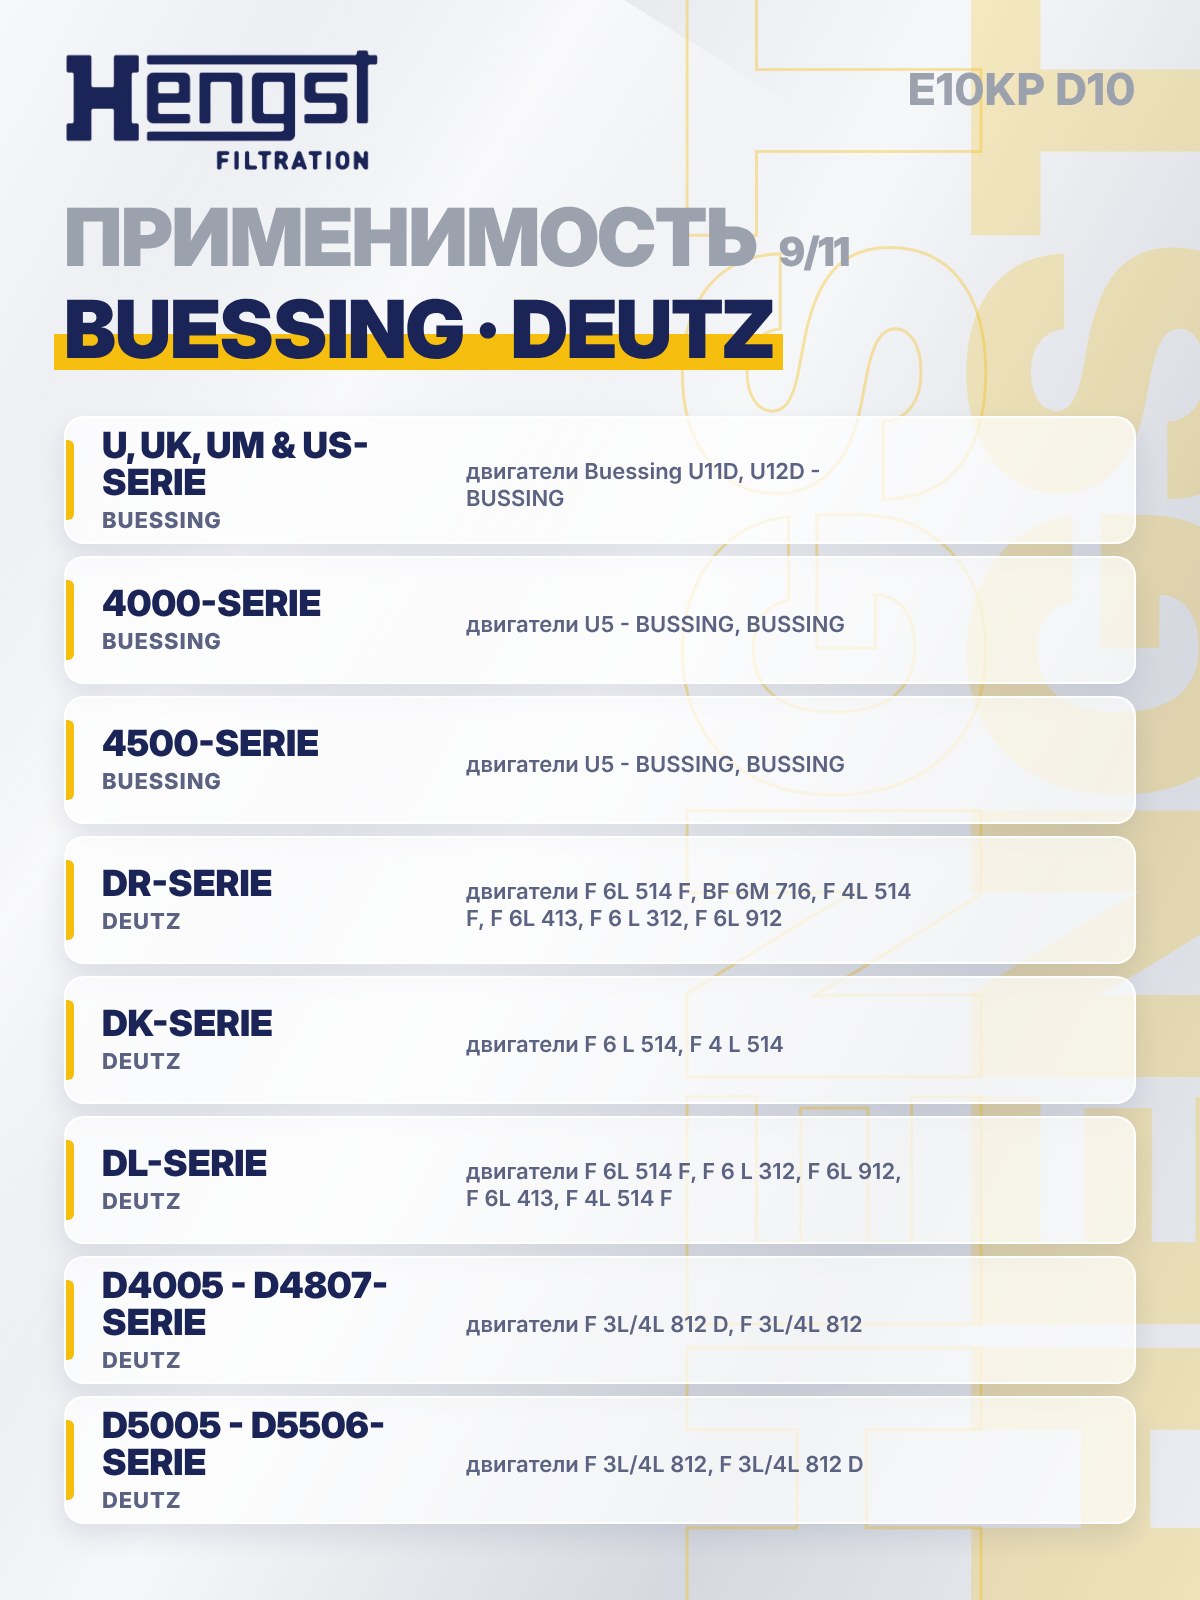 Hengst
FILTRATION
E10KP D10
ПРИМЕНИМОСТЬ 9/11
BUESSING · DEUTZ
U, UK, UM & US-
SERIE
BUESSING
двигатели Buessing U11D, U12D -
BUSSING
4000-SERIE
BUESSING
двигатели U5 - BUSSING, BUSSING
4500-SERIE
BUESSING
двигатели U5 - BUSSING, BUSSING
DR-SERIE
DEUTZ
двигатели F 6L 514 F, BF 6M 716, F 4L 514
F, F 6L 413, F 6 L 312, F 6L 912
DK-SERIE
DEUTZ
двигатели F 6 L 514, F 4 L 514
DL-SERIE
DEUTZ
двигатели F 6L 514 F, F 6 L 312, F 6L 912,
F 6L 413, F 4L 514 F
D4005 - D4807-
SERIE
DEUTZ
двигатели F 3L/4L 812 D, F 3L/4L 812
D5005 - D5506-
SERIE
DEUTZ
двигатели F 3L/4L 812, F 3L/4L 812 D
HENGST
HENGST